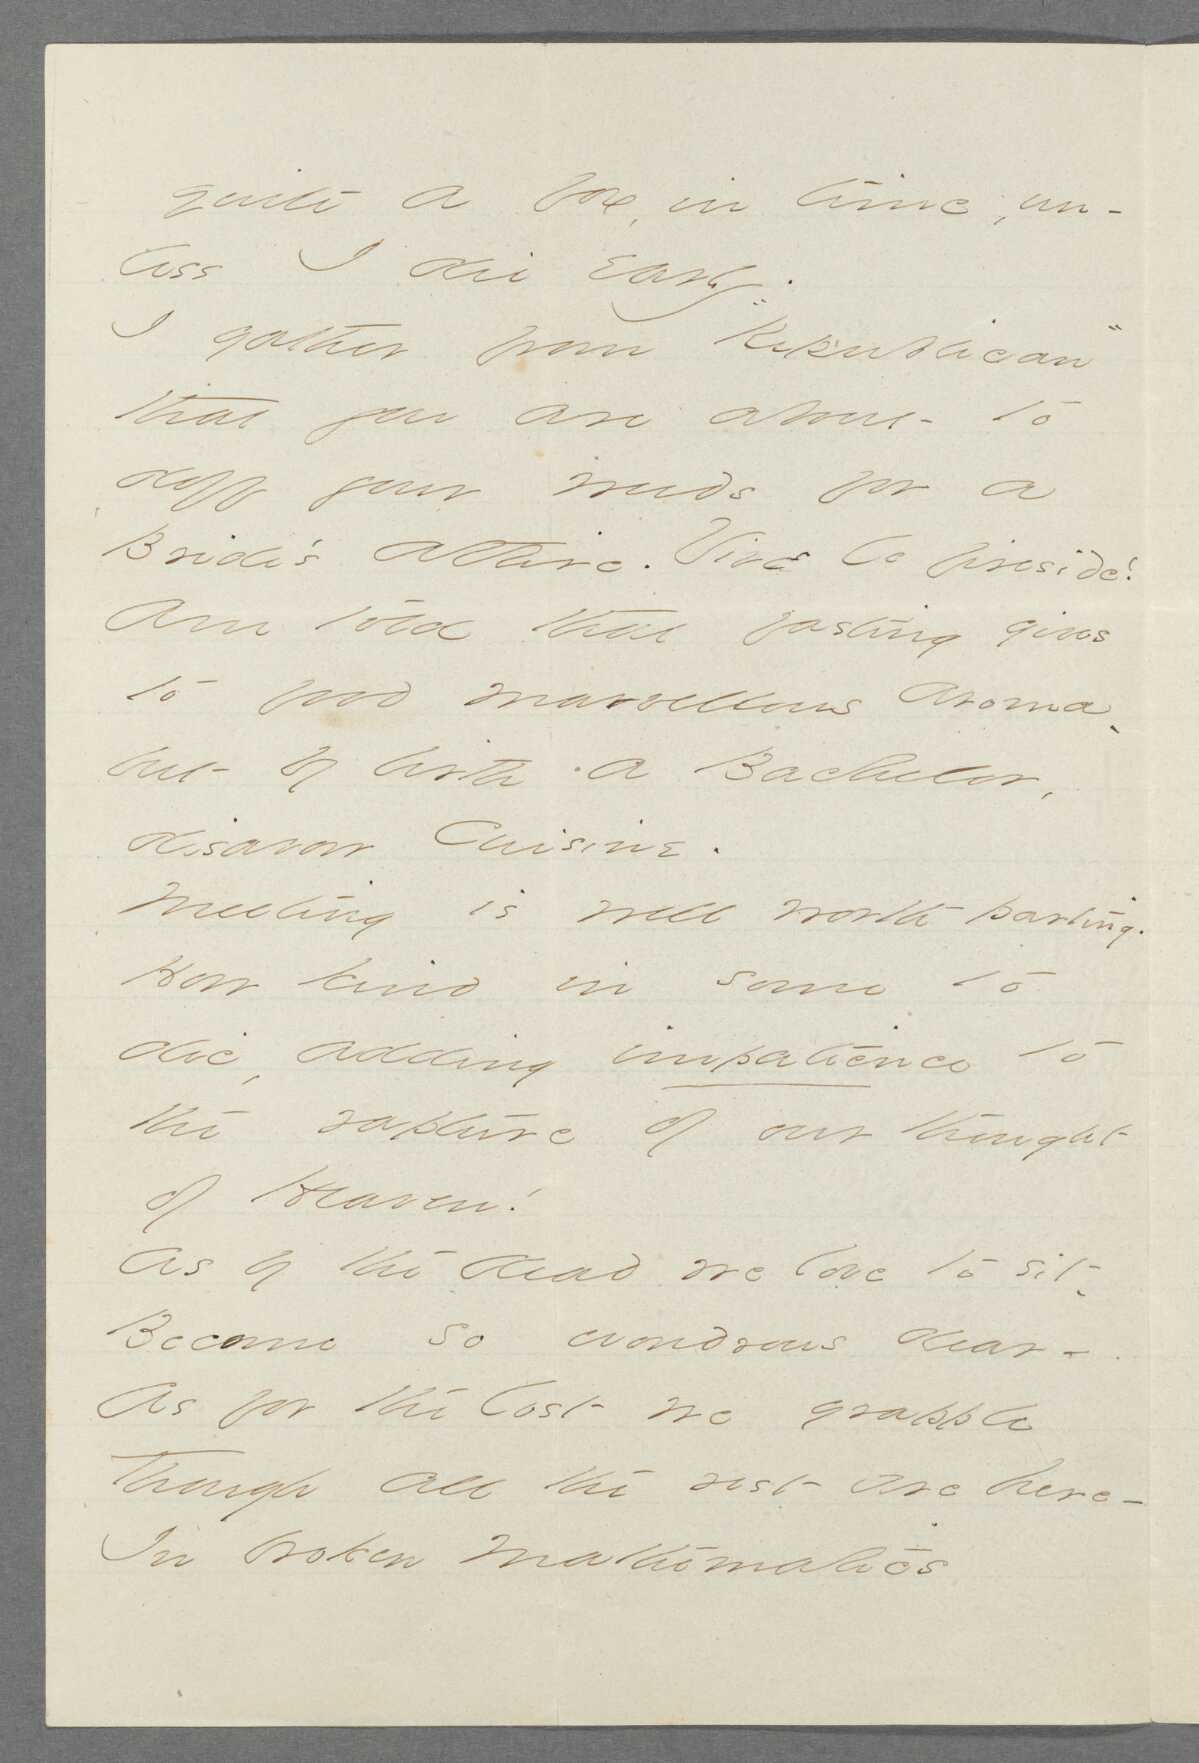 quite a fox, in time, un-
less I die early.
I gather from "Republican"
that you are about to
doff your weeds for a
Bride's Attire. Vive le fireside!
Am told that fasting gives
to food marvellous Aroma,
but by birth a Bachelor,
disavow Cuisine.
Meeting is well worth parting.
How kind in some to
die, adding impatience to
the rapture of our thought
of Heaven!
As by the dead we love to sit-
Become so wondrous dear -
As for the lost we grapple
Though all the rest are here -
In broken Mathematics